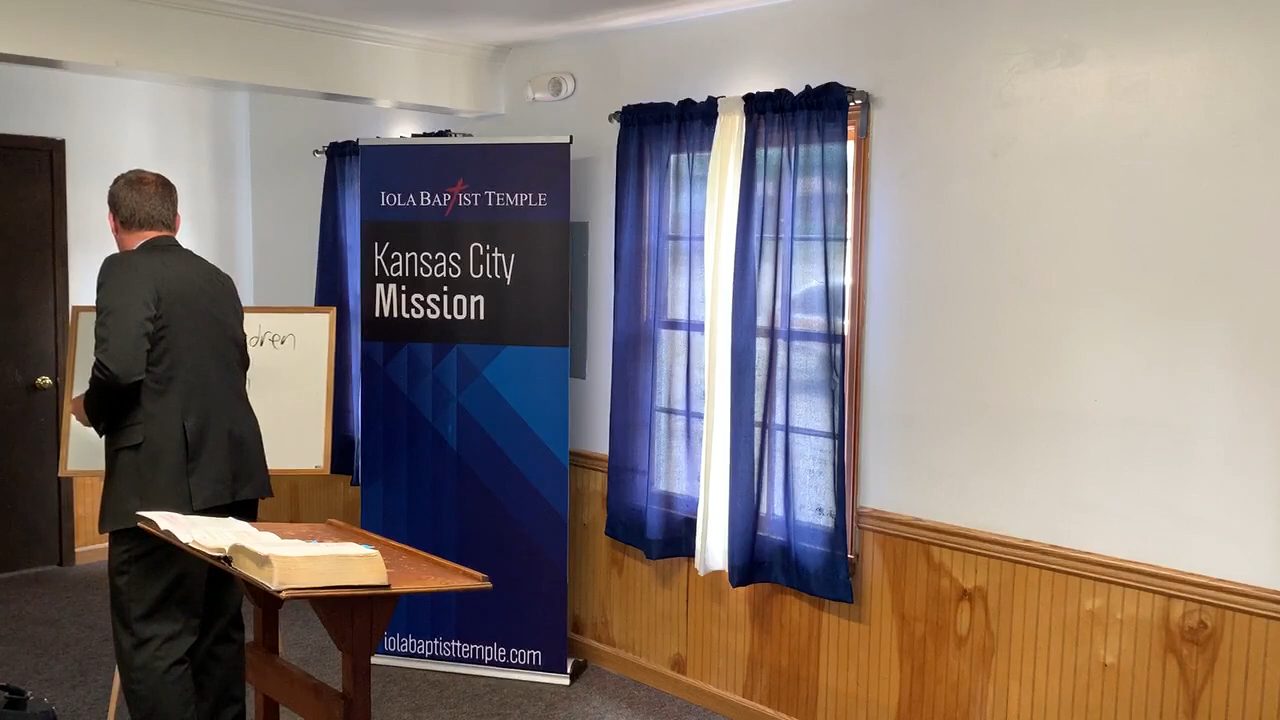 IOLA BAPTIST TEMPLE
Kansas City
Mission
dren
iolabaptisttemple.com